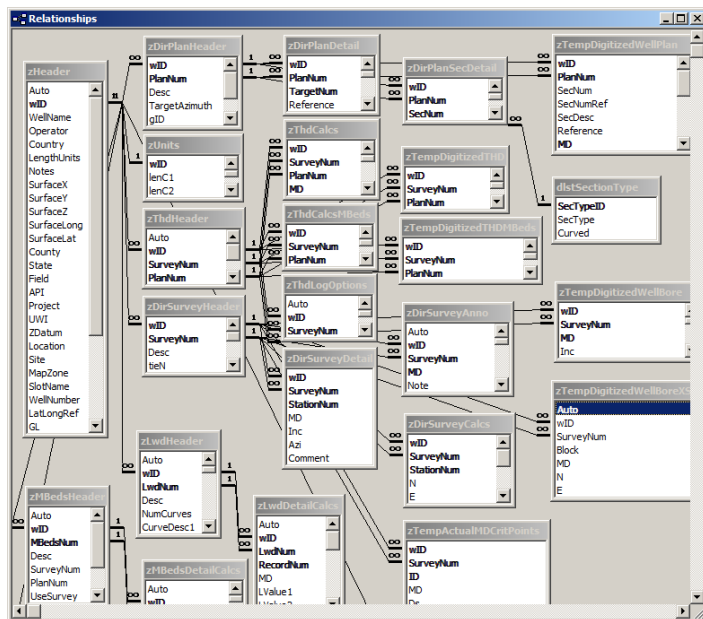 Relationships
zHeader
Auto
wID
WellName
Operator
Country
LengthUnits
Notes
SurfaceX
SurfaceY
SurfaceZ
SurfaceLong
SurfaceLat
County
State
Field
API
Project
UWI
ZDatum
Location
Site
MapZone
SlotName
WellNumber
LatLongRef
GL
zDirPlanHeader
wID
PlanNum
Desc
TargetAzimuth
gID
zUnits
wID
lenC1
lenC2
zThdHeader
Auto
wID
SurveyNum
PlanNum
zDirSurveyHeader
wID
SurveyNum
Desc
tieN
zDirPlanDetail
wID
PlanNum
TargetNum
Reference
zThdCalcs
wID
SurveyNum
PlanNum
MD
zThdCalcsMBeds
wID
SurveyNum
PlanNum
zThdLogOptions
Auto
wID
SurveyNum
zDirSurveyDetail
wID
SurveyNum
StationNum
MD
Inc
Azi
Comment
zDirPlanSecDetail
wID
PlanNum
SecNum
zTempDigitizedTHD
wID
SurveyNum
PlanNum
zTempDigitizedTHDMBeds
wID
SurveyNum
PlanNum
zDirSurveyAnno
Auto
wID
SurveyNum
MD
Note
zDirSurveyCalcs
wID
SurveyNum
StationNum
N
E
zTempActualMDCritPoints
wID
SurveyNum
ID
MD
zTempDigitizedWellPlan
wID
PlanNum
SecNum
SecNumRef
SecDesc
Reference
MD
dlstSectionType
SecTypeID
SecType
Curved
zTempDigitizedWellBore
wID
SurveyNum
MD
Inc
zTempDigitizedWellBoreXS
Auto
wID
SurveyNum
Block
MD
N
E
zLwdHeader
Auto
wID
LwdNum
Desc
NumCurves
CurveDesc1
zLwdDetailCalcs
Auto
wID
LwdNum
RecordNum
MD
LValue1
LValue2
zMBedsHeader
Auto
wID
MBedsNum
Desc
SurveyNum
PlanNum
UseSurvey
zMBedsDetailCalcs
Auto
wID